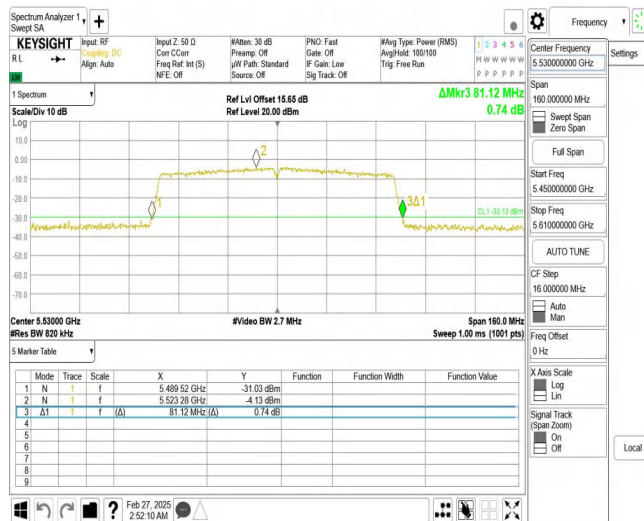 Spectrum Analyzer 1
Swept SA
+
Frequency
KEYSIGHT
R L
Input: RF
Coupling: DC
Align: Auto
Input Z: 50 Ω
Corr CCorr
Freq Ref: Int (S)
NFE: Off
#Atten: 30 dB
Preamp: Off
µW Path: Standard
Source: Off
PNO: Fast
Gate: Off
IF Gain: Low
Sig Track: Off
#Avg Type: Power (RMS)
Avg|Hold: 100/100
Trig: Free Run
1 2 3 4 5 6
M W W W W W
P P P P P P
1 Spectrum
Scale/Div 10 dB
Log
Ref Lvl Offset 15.65 dB
Ref Level 20.00 dBm
ΔMkr3 81.12 MHz
0.74 dB
10.0
0.00
-10.0
-20.0
-30.0
-40.0
-50.0
-60.0
-70.0
1
2
3Δ1
DL1 -30.13 dBm
Center 5.53000 GHz
#Res BW 820 kHz
#Video BW 2.7 MHz
Span 160.0 MHz
Sweep 1.00 ms (1001 pts)
5 Marker Table
Mode Trace Scale X Y Function Function Width Function Value
1 N 1 f 5.489 52 GHz -31.03 dBm
2 N 1 f 5.523 28 GHz -4.13 dBm
3 Δ1 1 f (Δ) 81.12 MHz (Δ) 0.74 dB
4
5
6
7
8
9
Center Frequency
5.530000000 GHz
Settings
Span
160.000000 MHz
Swept Span
Zero Span
Full Span
Start Freq
5.450000000 GHz
Stop Freq
5.610000000 GHz
AUTO TUNE
CF Step
16.000000 MHz
Auto
Man
Freq Offset
0 Hz
X Axis Scale
Log
Lin
Signal Track
(Span Zoom)
On
Off
Local
?
Feb 27, 2025
2:52:10 AM